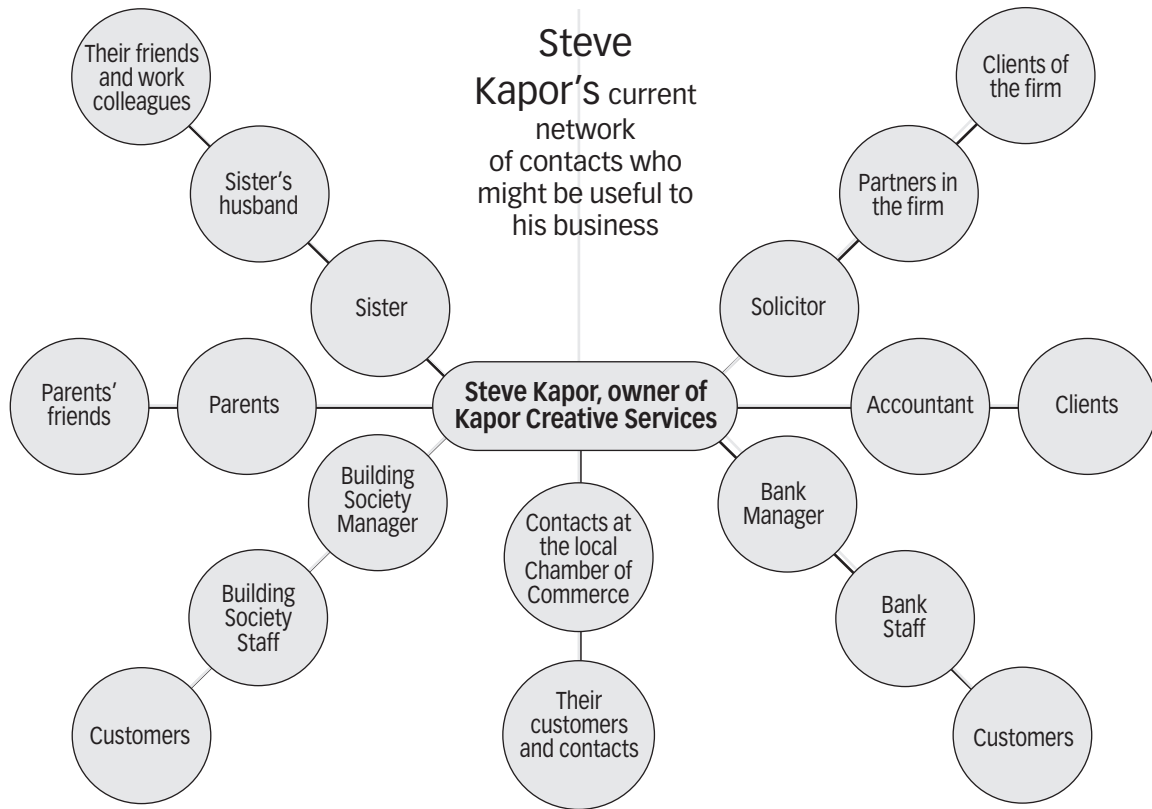 Steve
Kapor's current
network
of contacts who
might be useful to
his business
Their friends
and work
colleagues
Sister's
husband
Sister
Clients of
the firm
Partners in
the firm
Solicitor
Parents'
friends
Parents
Steve Kapor, owner of
Kapor Creative Services
Accountant
Clients
Building
Society
Manager
Building
Society
Staff
Customers
Contacts at
the local
Chamber of
Commerce
Their
customers
and contacts
Bank
Manager
Bank
Staff
Customers